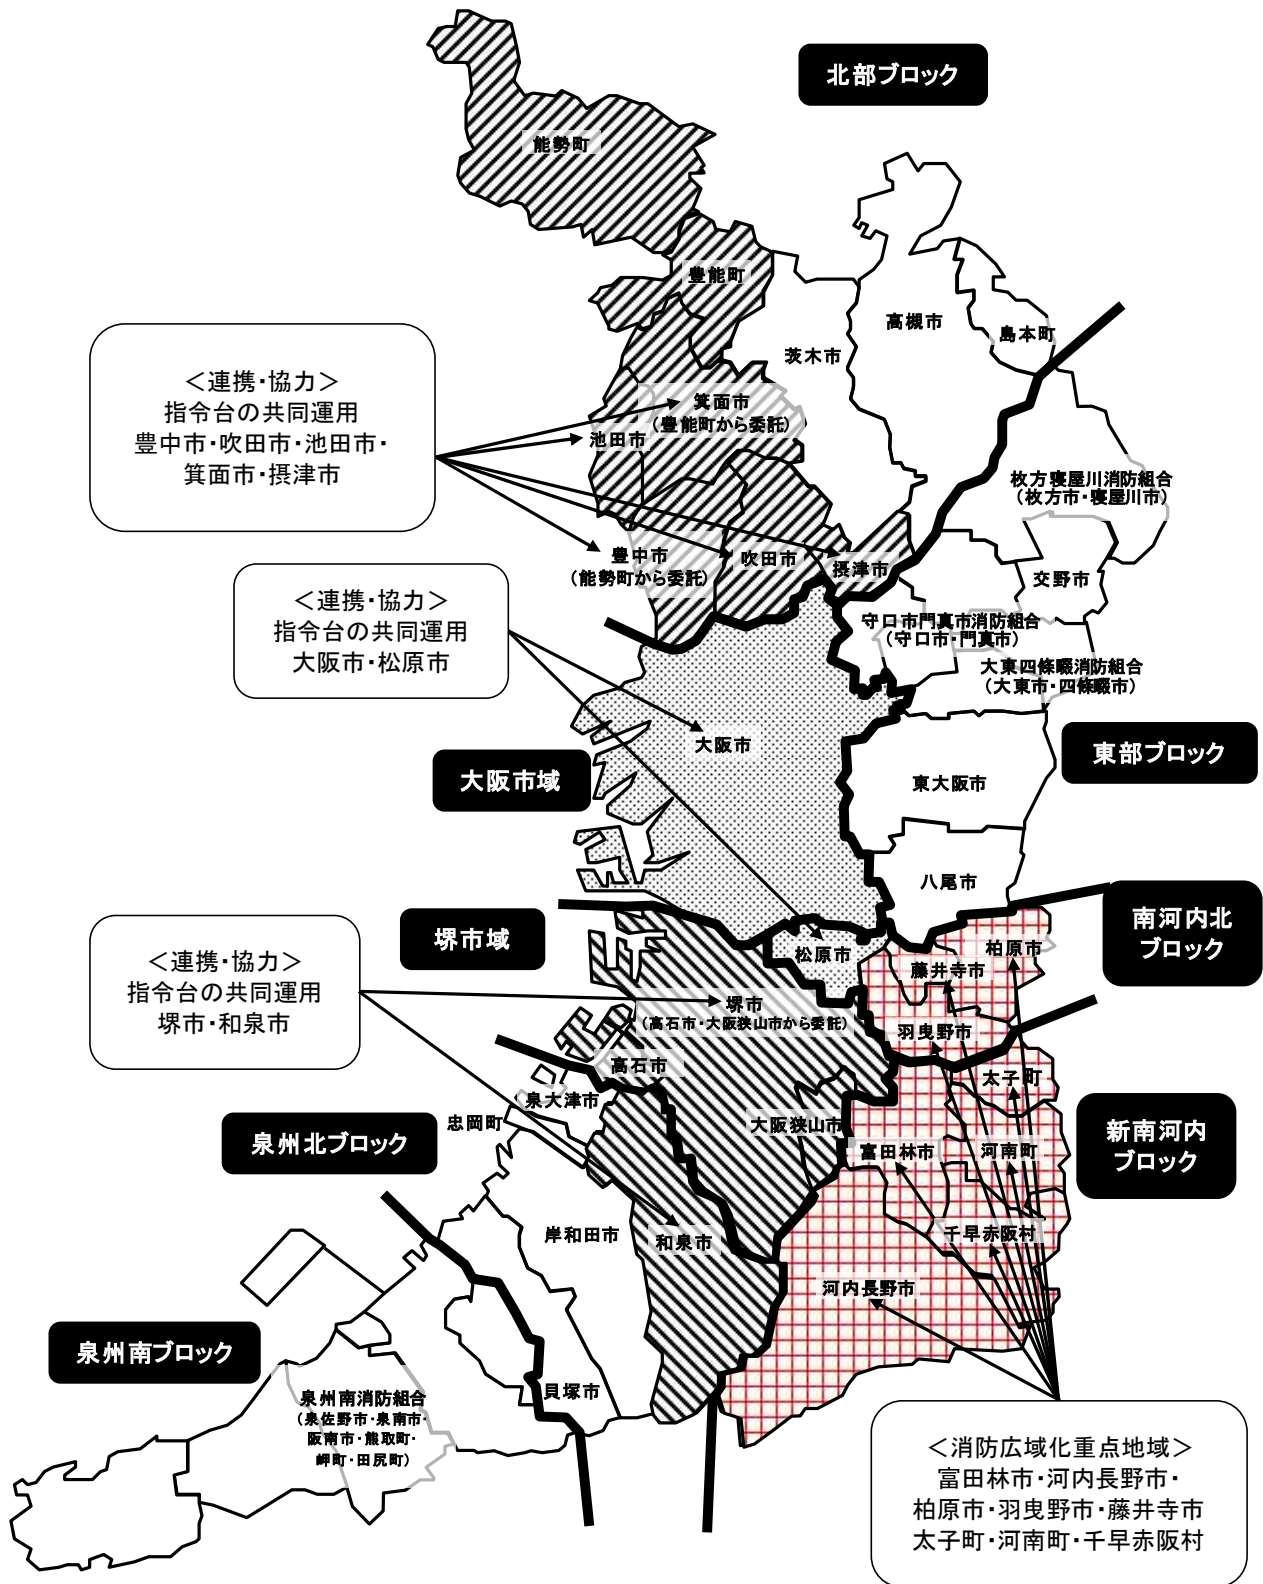 北部ブロック
能勢町
豊能町
高槻市
島本町
茨木市
＜連携・協力＞
指令台の共同運用
豊中市・吹田市・池田市・
箕面市・摂津市
箕面市
（豊能町から委託）
池田市
枚方寝屋川消防組合
（枚方市・寝屋川市）
豊中市
（能勢町から委託）
吹田市
摂津市
交野市
＜連携・協力＞
指令台の共同運用
大阪市・松原市
守口市門真市消防組合
（守口市・門真市）
大東四條畷消防組合
（大東市・四條畷市）
大阪市
東部ブロック
大阪市域
東大阪市
八尾市
南河内北
ブロック
堺市域
柏原市
松原市
藤井寺市
＜連携・協力＞
指令台の共同運用
堺市・和泉市
堺市
（高石市・大阪狭山市から委託）
羽曳野市
高石市
太子町
泉大津市
忠岡町
大阪狭山市
泉州北ブロック
富田林市
河南町
新南河内
ブロック
岸和田市
和泉市
千早赤阪村
河内長野市
泉州南ブロック
貝塚市
泉州南消防組合
（泉佐野市・泉南市・
阪南市・熊取町・
岬町・田尻町）
＜消防広域化重点地域＞
富田林市・河内長野市・
柏原市・羽曳野市・藤井寺市
太子町・河南町・千早赤阪村